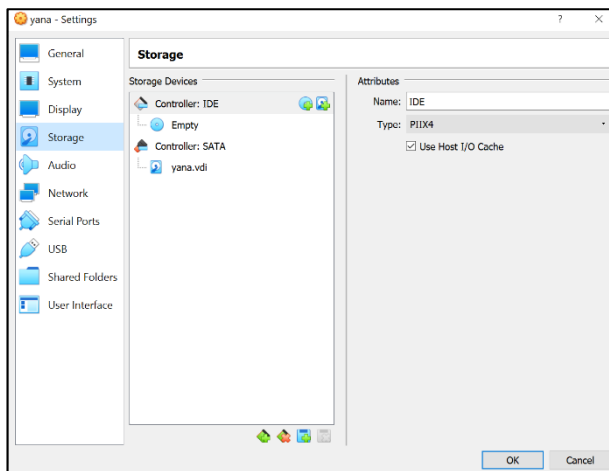 yana - Settings
? ×
General
System
Display
Storage
Audio
Network
Serial Ports
USB
Shared Folders
User Interface
Storage
Storage Devices
Controller: IDE
Empty
Controller: SATA
yana.vdi
Attributes
Name: IDE
Type: PIIX4
Use Host I/O Cache
OK Cancel